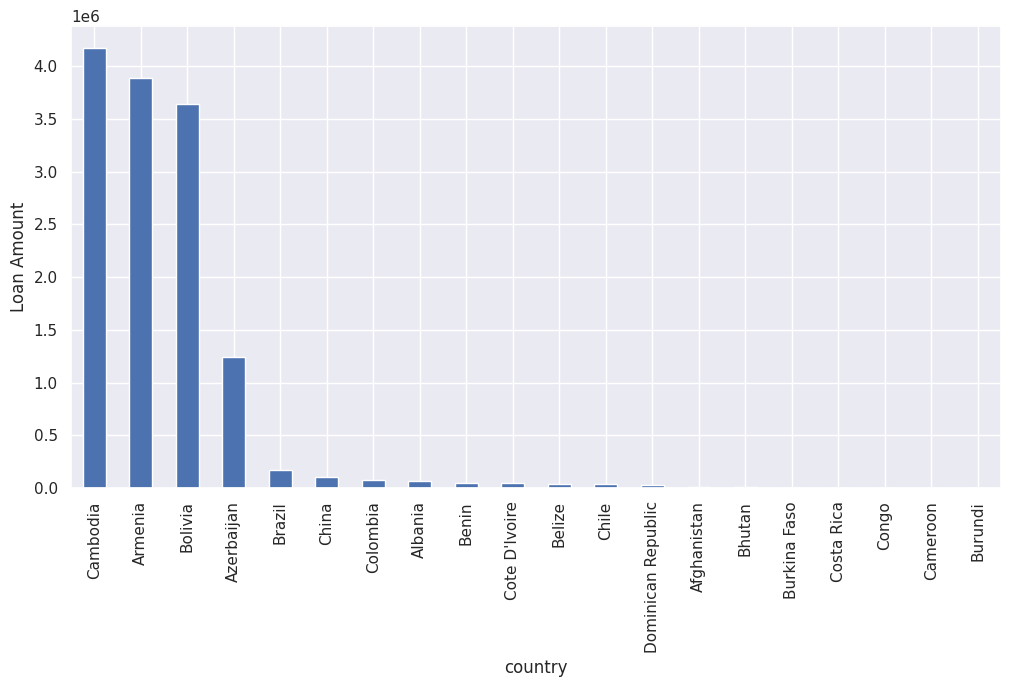 1e6
Loan Amount
4.0
3.5
3.0
2.5
2.0
1.5
1.0
0.5
0.0
Cambodia
Armenia
Bolivia
Azerbaijan
Brazil
China
Colombia
Albania
Benin
Cote D'Ivoire
Belize
Chile
Dominican Republic
Afghanistan
Bhutan
Burkina Faso
Costa Rica
Congo
Cameroon
Burundi
country